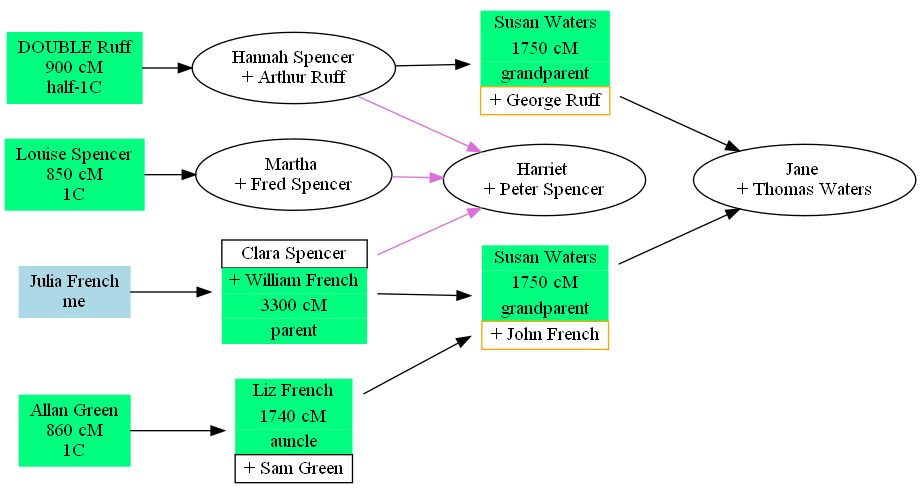 DOUBLE Ruff
900 cM
half-1C
Hannah Spencer
+ Arthur Ruff
Susan Waters
1750 cM
grandparent
+ George Ruff
Louise Spencer
850 cM
1C
Martha
+ Fred Spencer
Harriet
+ Peter Spencer
Jane
+ Thomas Waters
Julia French
me
Clara Spencer
+ William French
3300 cM
parent
Susan Waters
1750 cM
grandparent
+ John French
Allan Green
860 cM
1C
Liz French
1740 cM
auncle
+ Sam Green